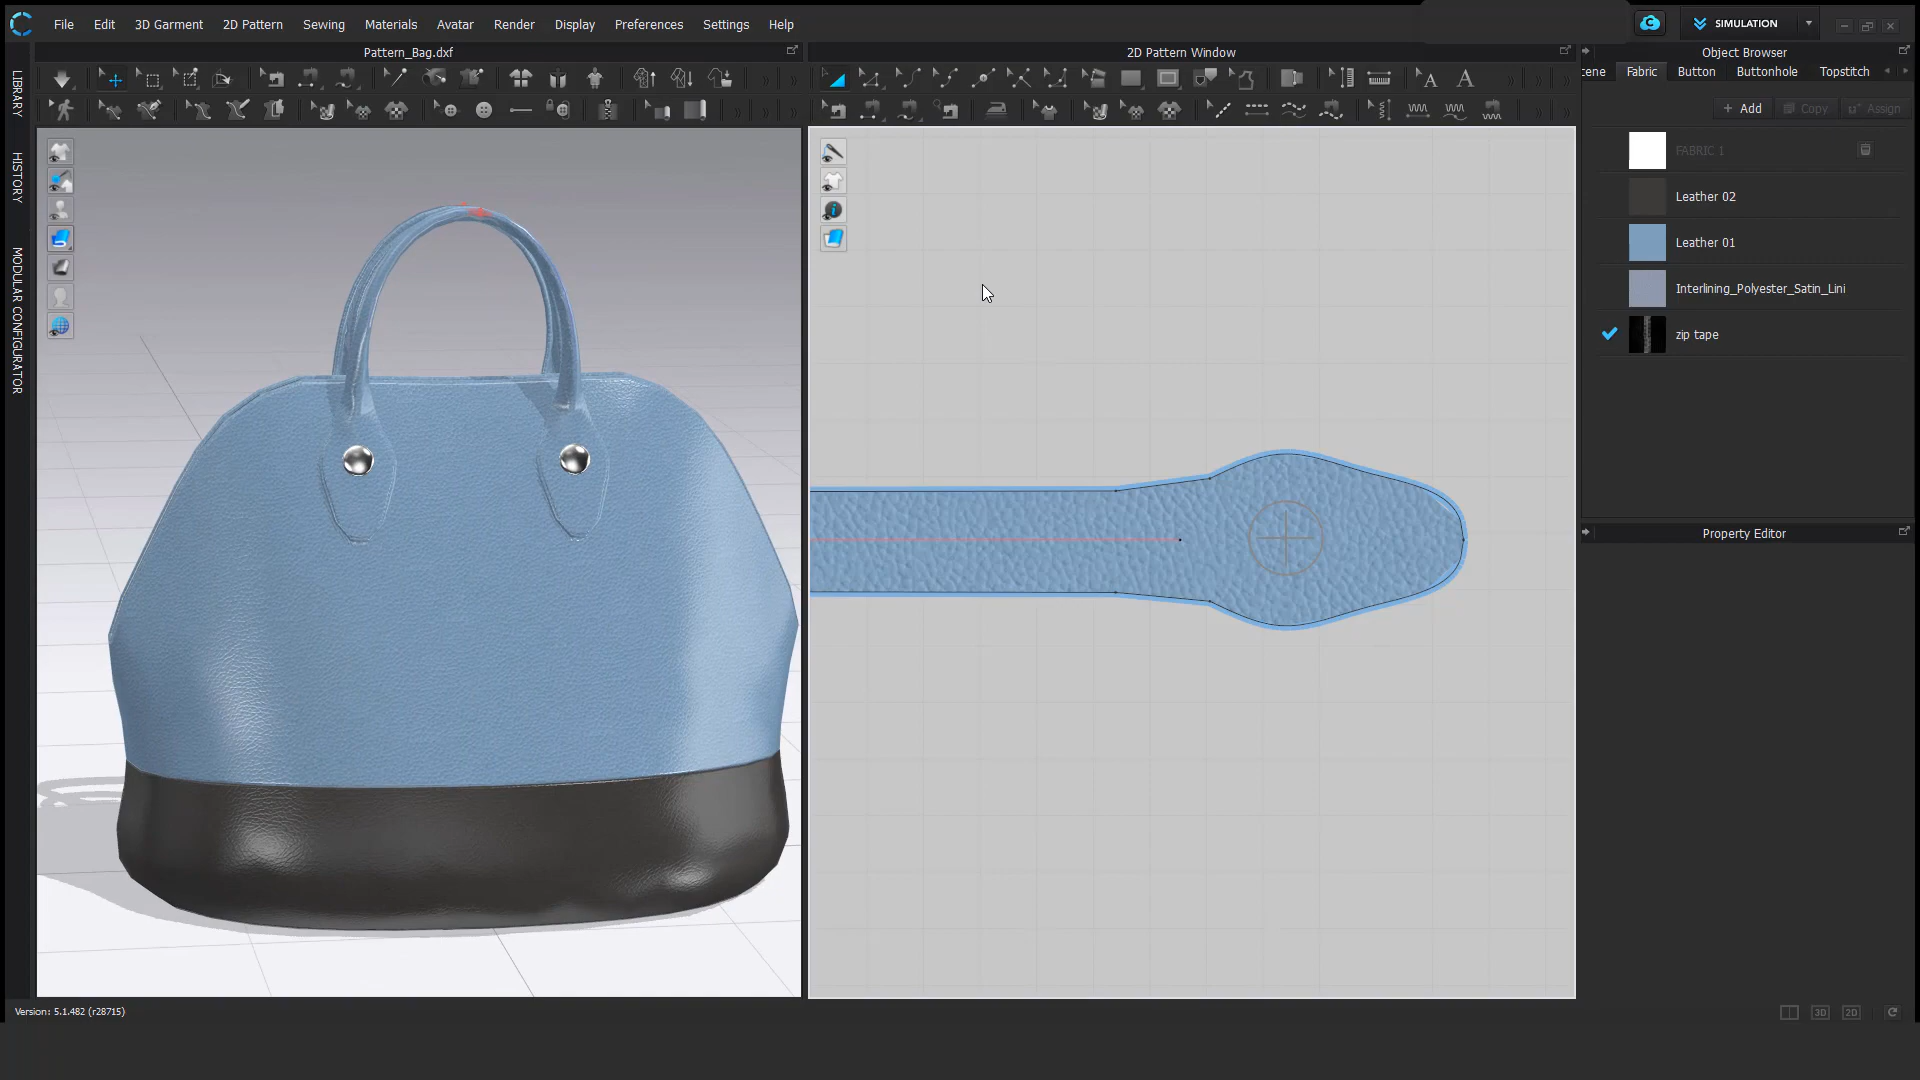 File Edit 3D Garment 2D Pattern Sewing Materials Avatar Render Display Preferences Settings Help
SIMULATION
Pattern_Bag.dxf
2D Pattern Window
Object Browser
cene Fabric Button Buttonhole Topstitch
+ Add Copy Assign
FABRIC 1
Leather 02
Leather 01
Interlining_Polyester_Satin_Lini
zip tape
Property Editor
LIBRARY
HISTORY
MODULAR CONFIGURATOR
Version: 5.1.482 (r28715)
3D 2D